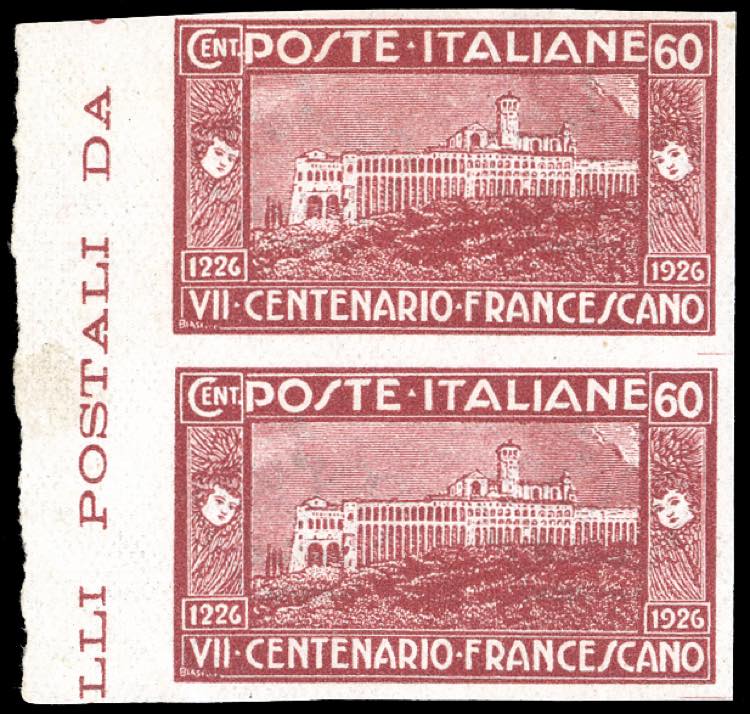 LLI POSTALI DA
CENT. POSTE·ITALIANE 60
1226 1926
VII·CENTENARIO·FRANCESCANO
CENT. POSTE·ITALIANE 60
1226 1926
VII·CENTENARIO·FRANCESCANO